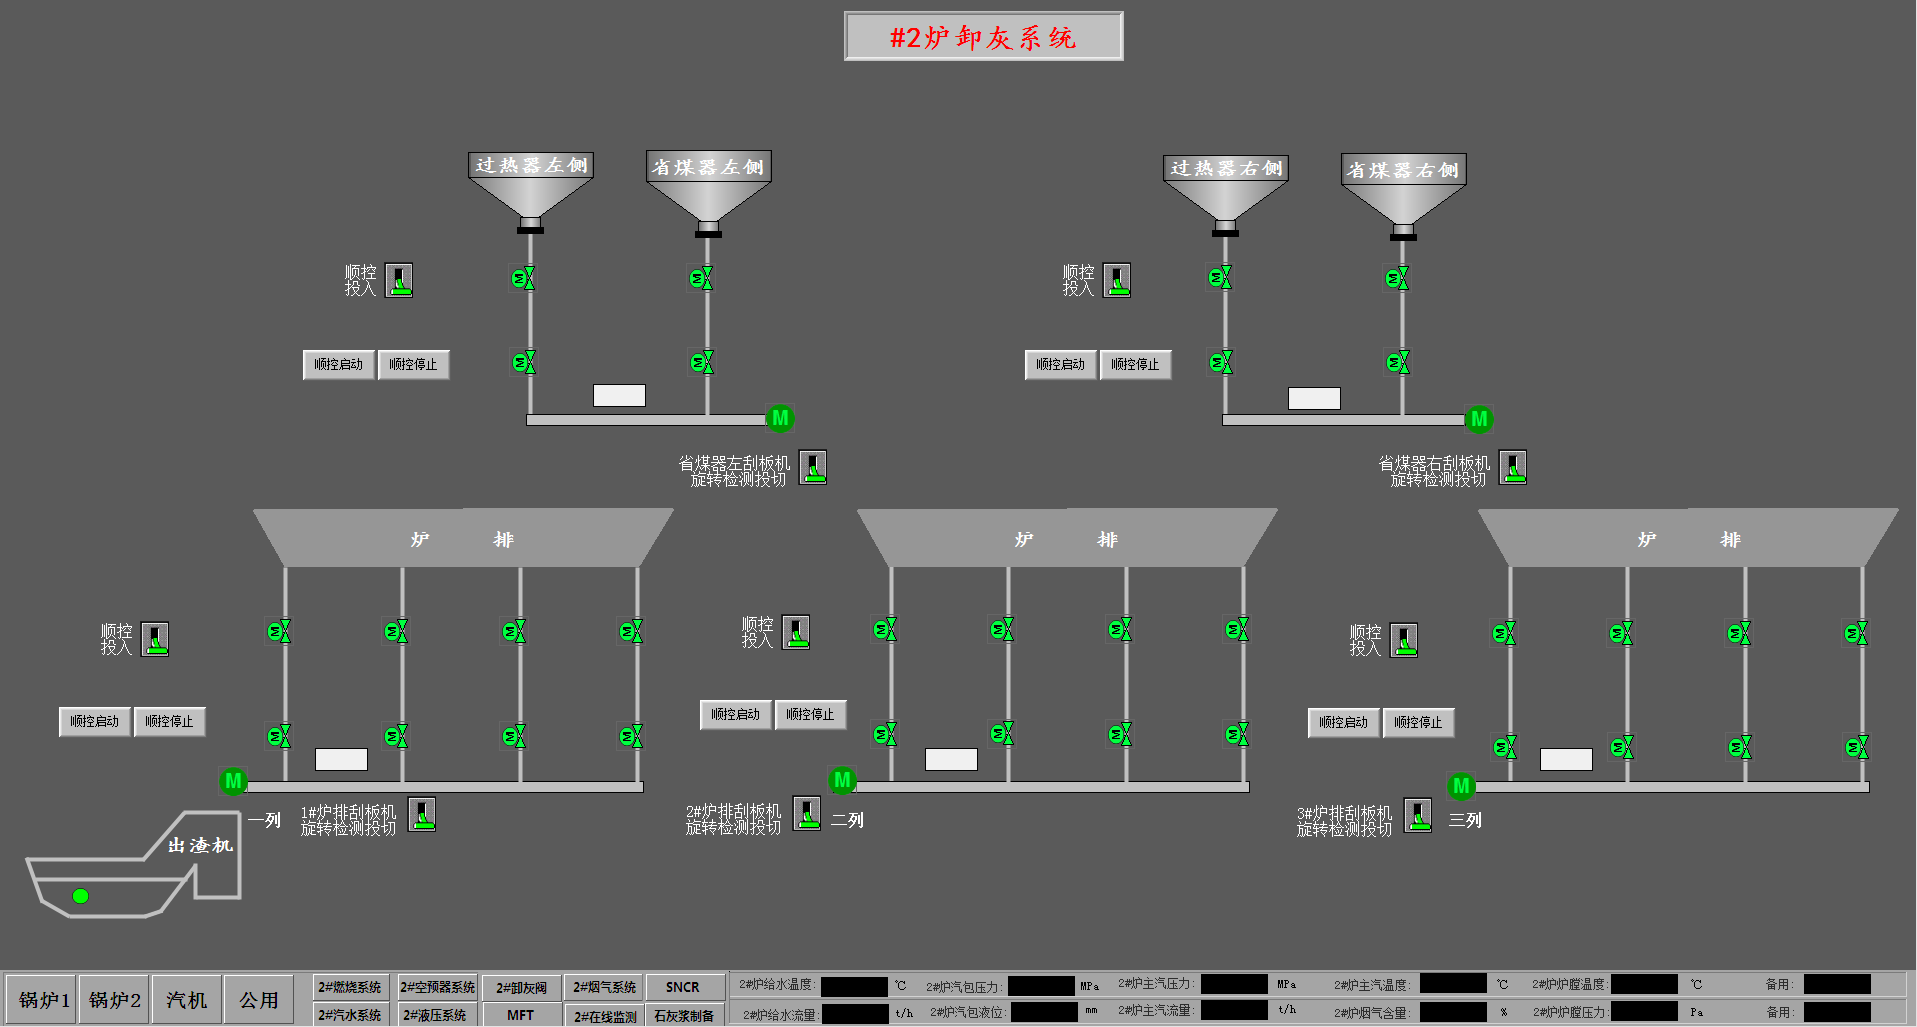 #2炉卸灰系统
过热器左侧
省煤器左侧
过热器右侧
省煤器右侧
顺控
投入
M
M
顺控
投入
M
M
顺控启动
顺控停止
M
M
顺控启动
顺控停止
M
M
M
M
省煤器左刮板机
旋转检测投切
省煤器右刮板机
旋转检测投切
炉 排
炉 排
炉 排
顺控
投入
M
M
M
M
顺控
投入
M
M
M
M
顺控
投入
M
M
M
M
顺控启动
顺控停止
M
M
M
M
顺控启动
顺控停止
M
M
M
M
顺控启动
顺控停止
M
M
M
M
M
M
M
一列
1#炉排刮板机
旋转检测投切
2#炉排刮板机
旋转检测投切
二列
3#炉排刮板机
旋转检测投切
三列
出渣机
锅炉1
锅炉2
汽机
公用
2#燃烧系统
2#空预器系统
2#卸灰阀
2#烟气系统
SNCR
2#汽水系统
2#液压系统
MFT
2#在线监测
石灰浆制备
2#炉给水温度: ℃
2#炉汽包压力: MPa
2#炉主汽压力: MPa
2#炉主汽温度: ℃
2#炉炉膛温度: ℃
备用:
2#炉给水流量: t/h
2#炉汽包液位: mm
2#炉主汽流量: t/h
2#炉烟气含量: %
2#炉炉膛压力: Pa
备用: